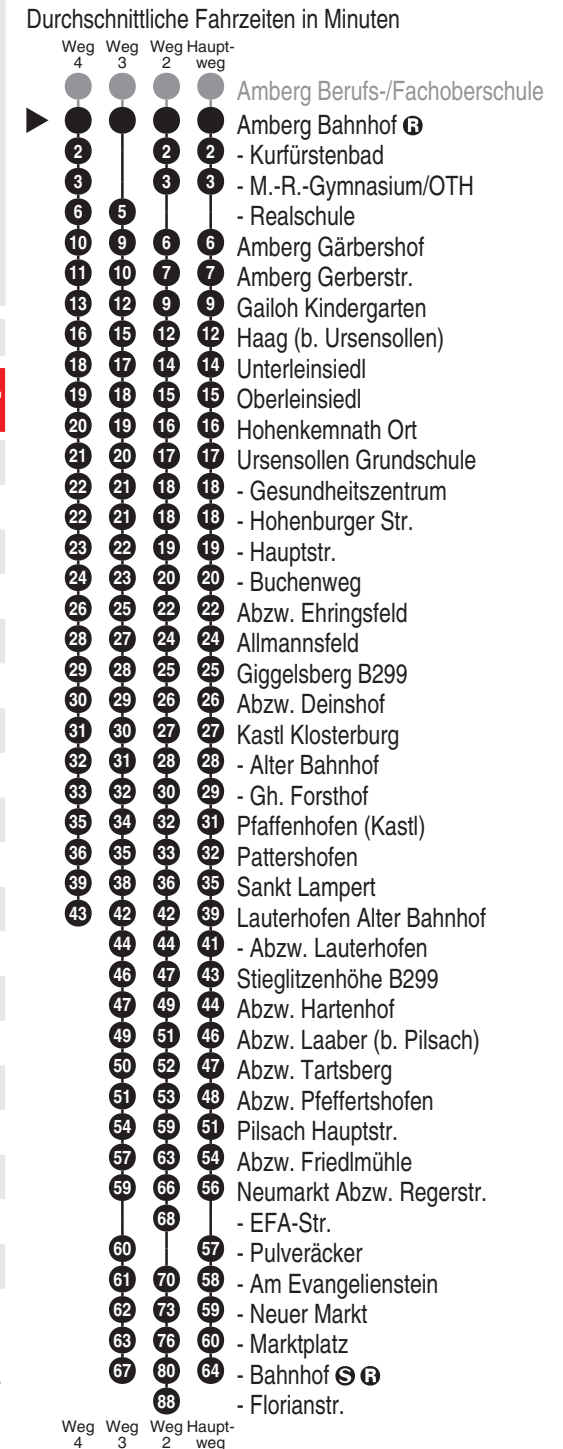 Durchschnittliche Fahrzeiten in Minuten
Weg Weg Weg Haupt-
4 3 2 weg
Amberg Berufs-/Fachoberschule
Amberg Bahnhof R
2 2 2 - Kurfürstenbad
3 3 3 - M.-R.-Gymnasium/OTH
6 5 - Realschule
10 9 6 6 Amberg Gärbershof
11 10 7 7 Amberg Gerberstr.
13 12 9 9 Gailoh Kindergarten
16 15 12 12 Haag (b. Ursensollen)
18 17 14 14 Unterleinsiedl
19 18 15 15 Oberleinsiedl
20 19 16 16 Hohenkemnath Ort
21 20 17 17 Ursensollen Grundschule
22 21 18 18 - Gesundheitszentrum
22 21 18 18 - Hohenburger Str.
23 22 19 19 - Hauptstr.
24 23 20 20 - Buchenweg
26 25 22 22 Abzw. Ehringsfeld
28 27 24 24 Allmannsfeld
29 28 25 25 Giggelsberg B299
30 29 26 26 Abzw. Deinshof
31 30 27 27 Kastl Klosterburg
32 31 28 28 - Alter Bahnhof
33 32 30 29 - Gh. Forsthof
35 34 32 31 Pfaffenhofen (Kastl)
36 35 33 32 Pattershofen
39 38 36 35 Sankt Lampert
43 42 42 39 Lauterhofen Alter Bahnhof
44 44 41 - Abzw. Lauterhofen
46 47 43 Stieglitzenhöhe B299
47 49 44 Abzw. Hartenhof
49 51 46 Abzw. Laaber (b. Pilsach)
50 52 47 Abzw. Tartsberg
51 53 48 Abzw. Pfeffertshofen
54 59 51 Pilsach Hauptstr.
57 63 54 Abzw. Friedlmühle
59 66 56 Neumarkt Abzw. Regerstr.
68 - EFA-Str.
60 57 - Pulveräcker
61 70 58 - Am Evangelienstein
62 73 59 - Neuer Markt
63 76 60 - Marktplatz
67 80 64 - Bahnhof S R
88 - Florianstr.
Weg Weg Weg Haupt-
4 3 2 weg